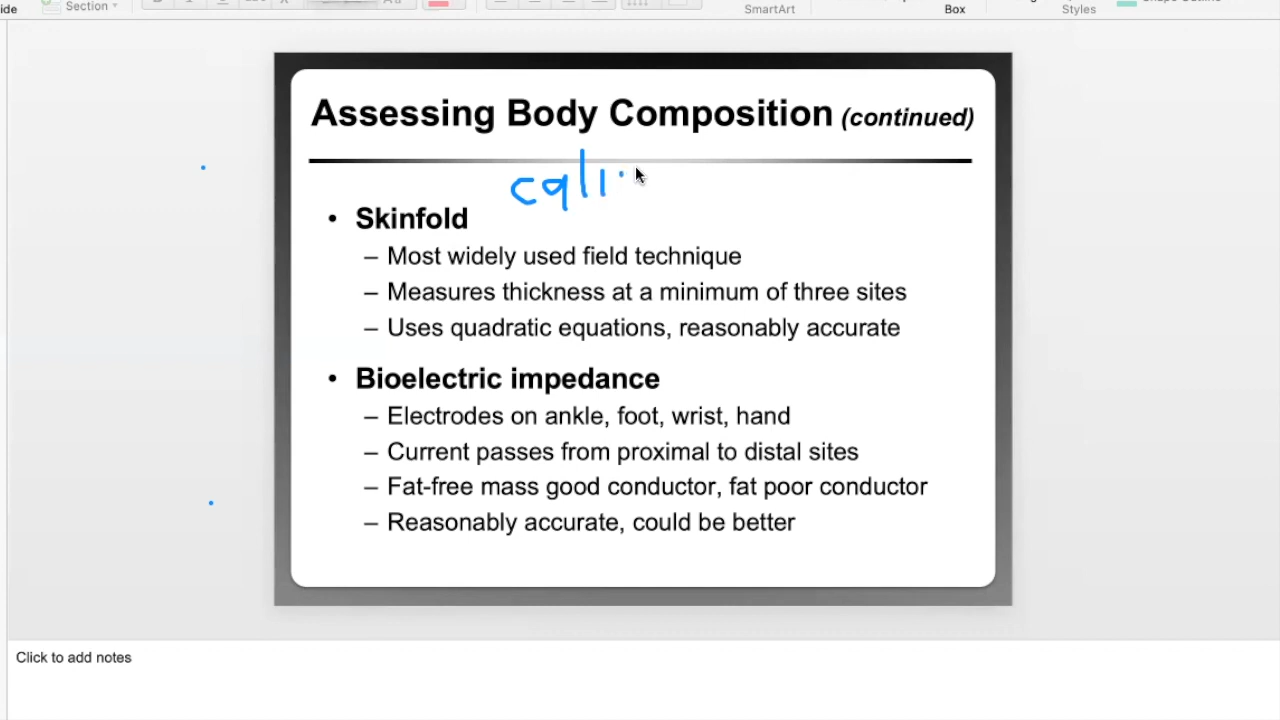 ide
Section
SmartArt
Box
Styles
Assessing Body Composition (continued)
cali
• Skinfold
– Most widely used field technique
– Measures thickness at a minimum of three sites
– Uses quadratic equations, reasonably accurate
• Bioelectric impedance
– Electrodes on ankle, foot, wrist, hand
– Current passes from proximal to distal sites
– Fat-free mass good conductor, fat poor conductor
– Reasonably accurate, could be better
Click to add notes